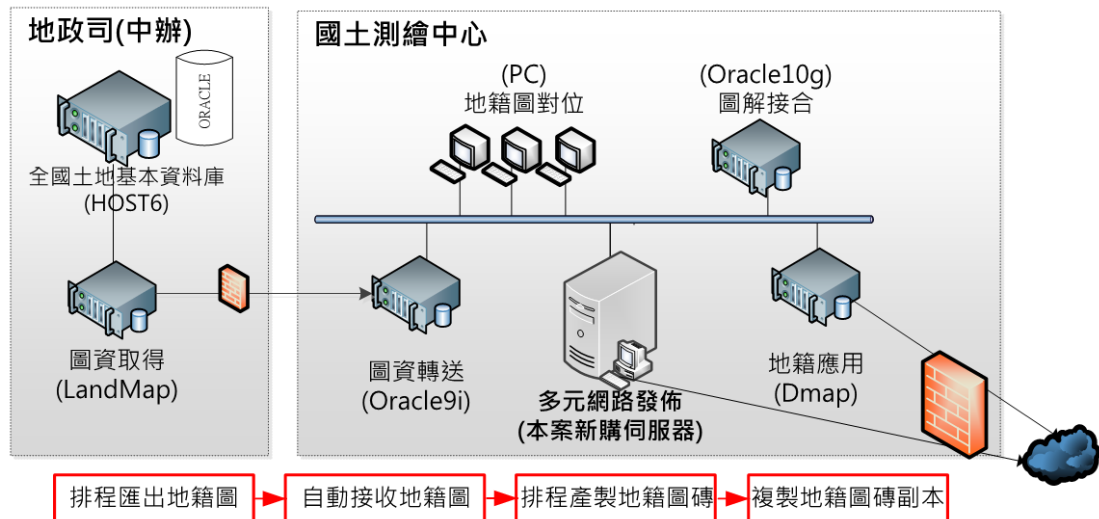 地政司(中辦)
ORACLE
全國土地基本資料庫
(HOST6)
圖資取得
(LandMap)
國土測繪中心
(PC)
地籍圖對位
(Oracle10g)
圖解接合
圖資轉送
(Oracle9i)
多元網路發佈
(本案新購伺服器)
地籍應用
(Dmap)
排程匯出地籍圖
自動接收地籍圖
排程產製地籍圖磚
複製地籍圖磚副本